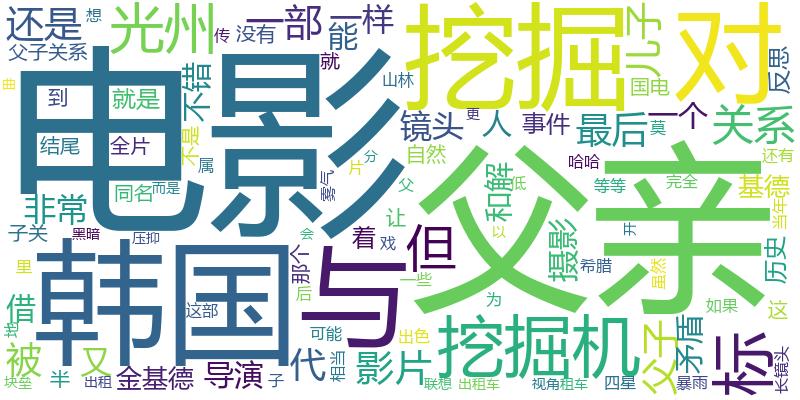 还是
光州
一部
一样
想
父子关系
传
没有
能
儿子
挖掘
对
反思
曲
到
就是
不错
就
山林
国电
电影
镜头
人
更
事件
最后
莫
一个
关系
结尾
全片
不是
自然
片
分
哈哈
还有
属
父亲
同名
而是
雾气
父
低
和解
等等
完全
基德
非常
让
当年
子关
黑暗
压抑
会
戏
以
摄影
开
韩国
与
着
但
里
那个
希腊
虽然
历史
后
一些
为
借
这部
如果
这
却
可能
出色
挖掘机
父子
矛盾
标
被
又
代
影片
相当
块垒
半
出租
金基德
导演
子
联想
出租车
视角
租车
四星
暴雨
长镜头